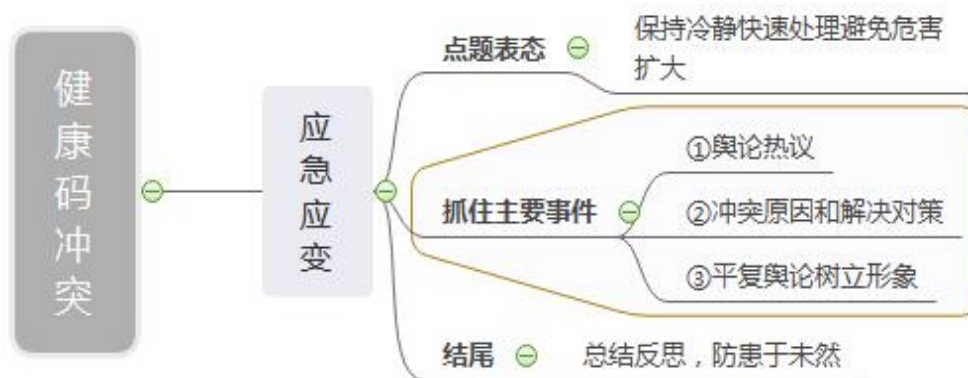 健康码冲突
应急应变
点题表态
保持冷静快速处理避免危害
扩大
抓住主要事件
①舆论热议
②冲突原因和解决对策
③平复舆论树立形象
结尾
总结反思，防患于未然